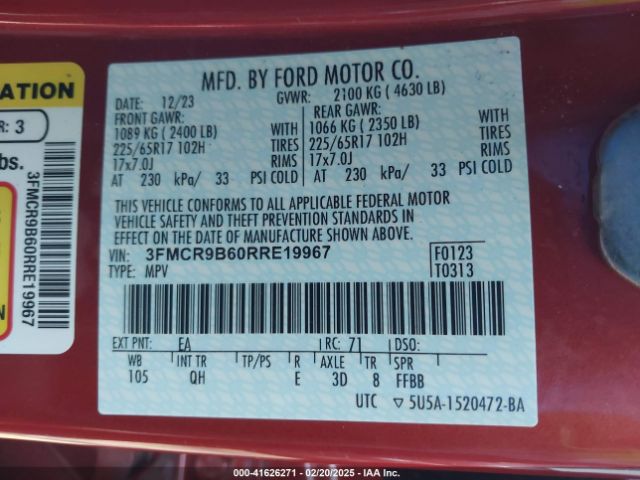 ATION
R: 3
bs.
3FMCR9B60RRE19967
MFD. BY FORD MOTOR CO.
DATE: 12/23 GVWR: 2100 KG ( 4630 LB)
FRONT GAWR: REAR GAWR:
1089 KG ( 2400 LB) WITH 1066 KG ( 2350 LB) WITH
225/65R17 102H TIRES 225/65R17 102H TIRES
17x7.0J RIMS 17x7.0J RIMS
AT 230 kPa/ 33 PSI COLD AT 230 kPa/ 33 PSI COLD
THIS VEHICLE CONFORMS TO ALL APPLICABLE FEDERAL MOTOR
VEHICLE SAFETY AND THEFT PREVENTION STANDARDS IN
EFFECT ON THE DATE OF MANUFACTURE SHOWN ABOVE.
VIN: 3FMCR9B60RRE19967 F0123
TYPE: MPV T0313
EXT PNT: EA RC: 71 DSO:
WB INT TR TP/PS R AXLE TR SPR
105 QH E 3D 8 FFBB
UTC ▽ 5U5A-1520472-BA
000-41626271 - 02/20/2025 - IAA Inc.